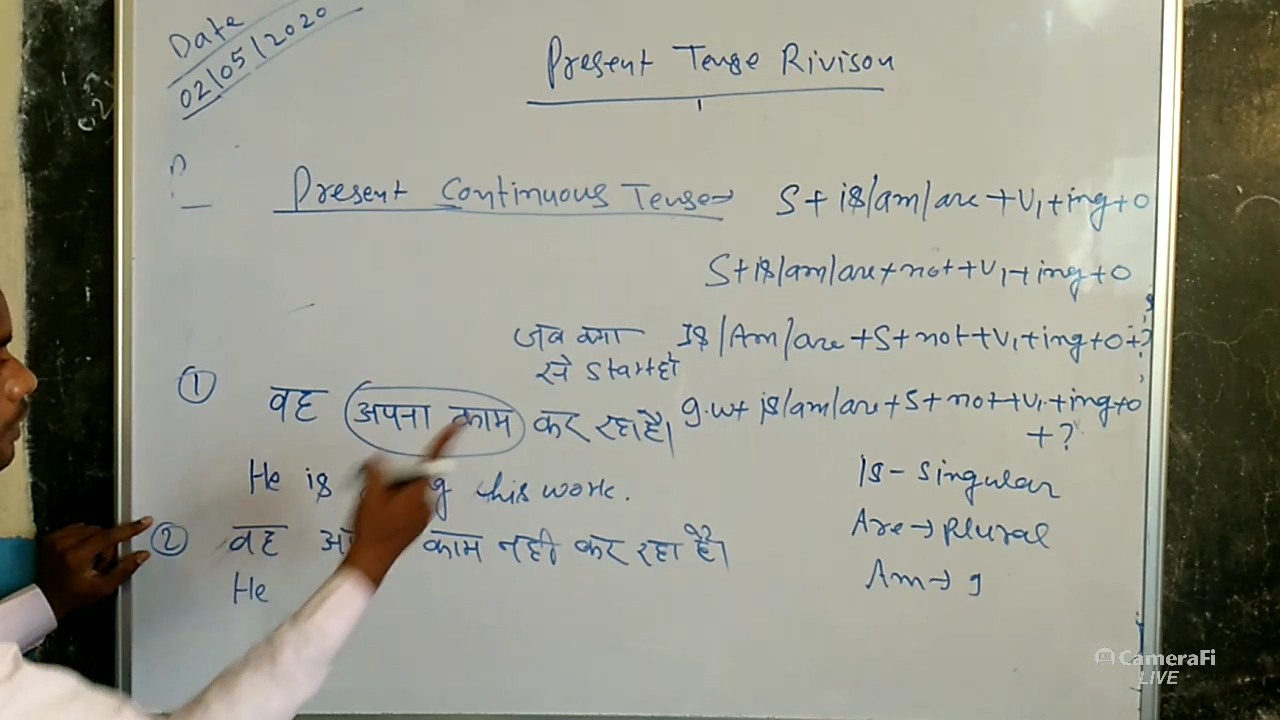 Date
02/05/2020
Present Tense Rivison
Present Continuous Tense→ S+is/am/are+V1+ing+O
S+is/am/are+not+V1+ing+O
जब क्या Is/Am/are+S+not+V1+ing+O+?
से Start हो
① वह अपना काम कर रहा है। g.w+is/am/are+S+not+V1+ing+O
+?
He is his work.
Is - Singular
② वह काम नही कर रहा है।
Are → Plural
He
Am → I
CameraFi
LIVE